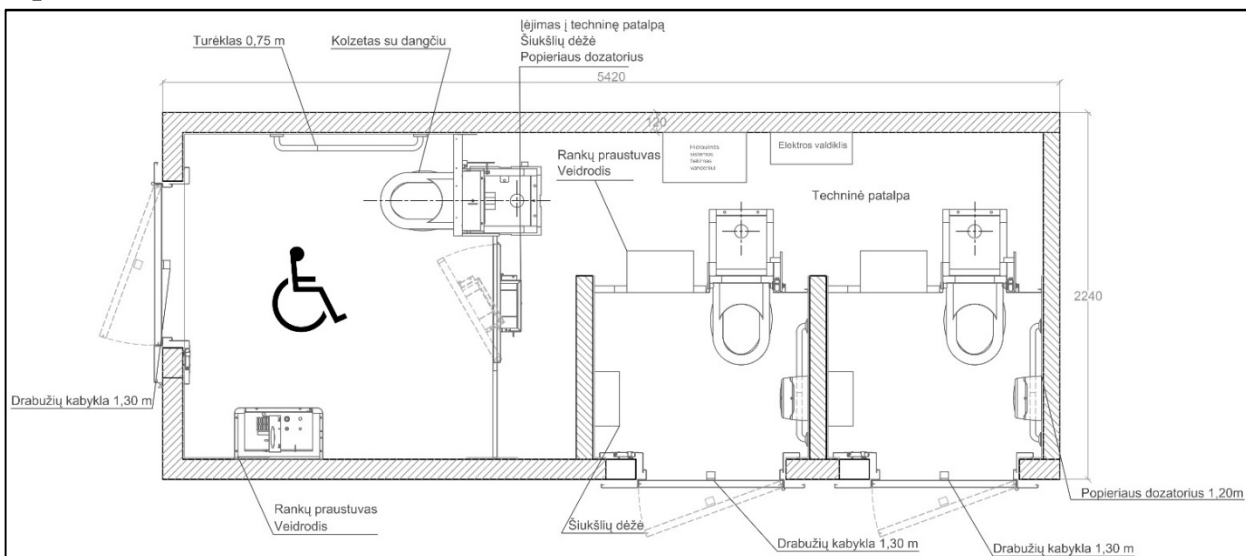 Įėjimas į techninę patalpą
Turėklas 0,75 m
Kolzetas su dangčiu
Šiukšlių dėžė
Popieriaus dozatorius
5420
120
Rankų praustuvas
Veidrodis
sistemos
Elektros valdiklis
Techninė patalpa
2240
Drabužių kabykla 1,30 m
Popieriaus dozatorius 1,20m
Rankų praustuvas
Veidrodis
Šiukšlių dėžė
Drabužių kabykla 1,30 m
Drabužių kabykla 1,30 m